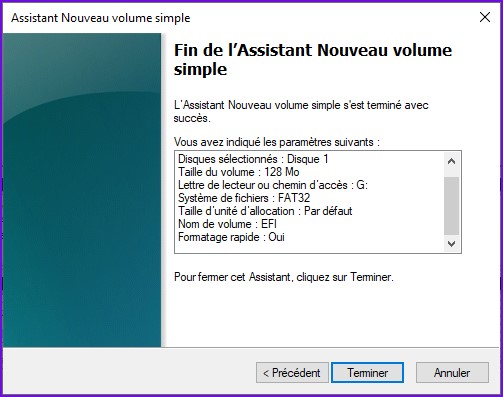 Assistant Nouveau volume simple
Fin de l'Assistant Nouveau volume
simple
L'Assistant Nouveau volume simple s'est terminé avec
succès.
Vous avez indiqué les paramètres suivants :
Disques sélectionnés : Disque 1
Taille du volume : 128 Mo
Lettre de lecteur ou chemin d'accès : G:
Système de fichiers : FAT32
Taille d'unité d'allocation : Par défaut
Nom de volume : EFI
Formatage rapide : Oui
Pour fermer cet Assistant, cliquez sur Terminer.
< Précédent Terminer Annuler